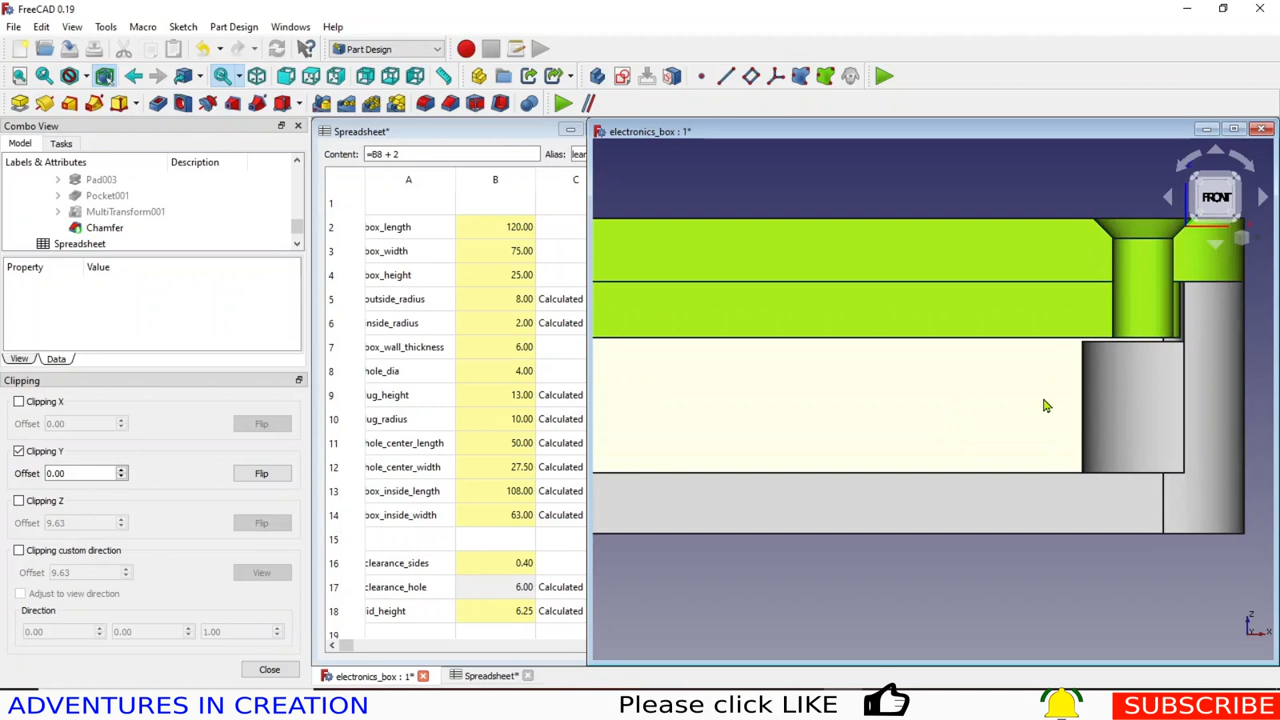 FreeCAD 0.19
File Edit View Tools Macro Sketch Part Design Windows Help
Part Design
Combo View
Model Tasks
Labels & Attributes Description
Pad003
Pocket001
MultiTransform001
Chamfer
Spreadsheet
Property Value
View Data
Clipping
Clipping X
Offset 0.00 Flip
Clipping Y
Offset 0.00 Flip
Clipping Z
Offset 9.63 Flip
Clipping custom direction
Offset 9.63 View
Adjust to view direction
Direction
0.00 0.00 1.00
Close
Spreadsheet*
Content: =B8 + 2 Alias: lear
A B C
1
2 box_length 120.00
3 box_width 75.00
4 box_height 25.00
5 outside_radius 8.00 Calculated
6 inside_radius 2.00 Calculated
7 box_wall_thickness 6.00
8 hole_dia 4.00
9 lug_height 13.00 Calculated
10 lug_radius 10.00 Calculated
11 hole_center_length 50.00 Calculated
12 hole_center_width 27.50 Calculated
13 box_inside_length 108.00 Calculated
14 box_inside_width 63.00 Calculated
15
16 clearance_sides 0.40
17 clearance_hole 6.00 Calculated
18 lid_height 6.25 Calculated
19
electronics_box : 1*
FRONT
Z
Y X
electronics_box : 1* Spreadsheet*
ADVENTURES IN CREATION Please click LIKE SUBSCRIBE